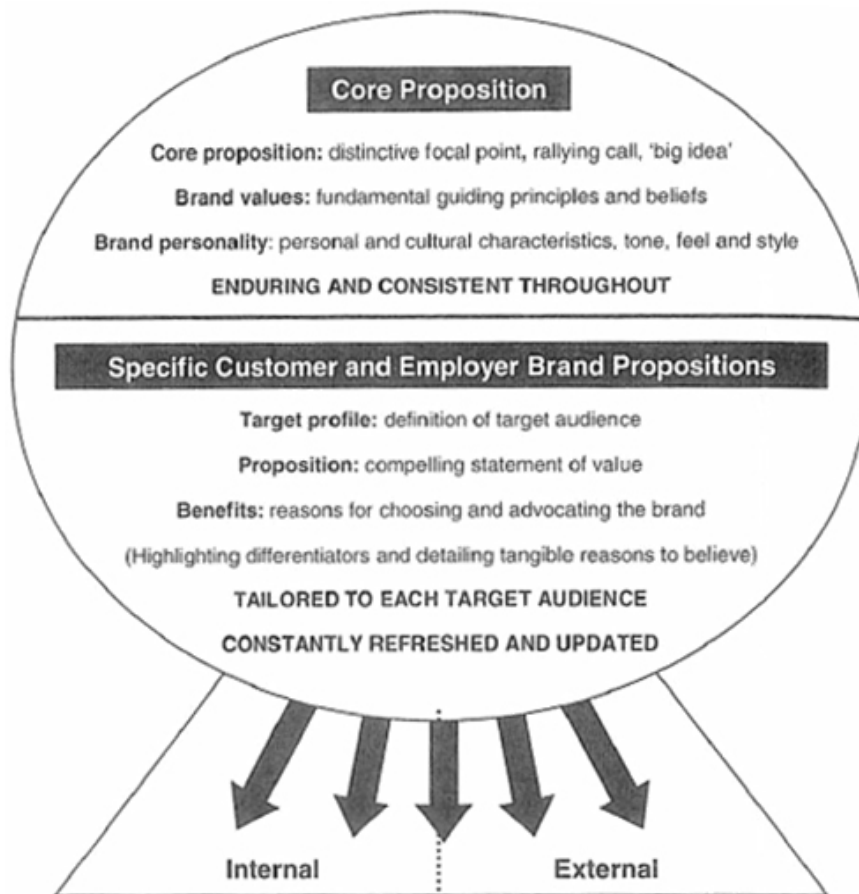 Core Proposition
Core proposition: distinctive focal point, rallying call, 'big idea'
Brand values: fundamental guiding principles and beliefs
Brand personality: personal and cultural characteristics, tone, feel and style
ENDURING AND CONSISTENT THROUGHOUT
Specific Customer and Employer Brand Propositions
Target profile: definition of target audience
Proposition: compelling statement of value
Benefits: reasons for choosing and advocating the brand
(Highlighting differentiators and detailing tangible reasons to believe)
TAILORED TO EACH TARGET AUDIENCE
CONSTANTLY REFRESHED AND UPDATED
Internal
External